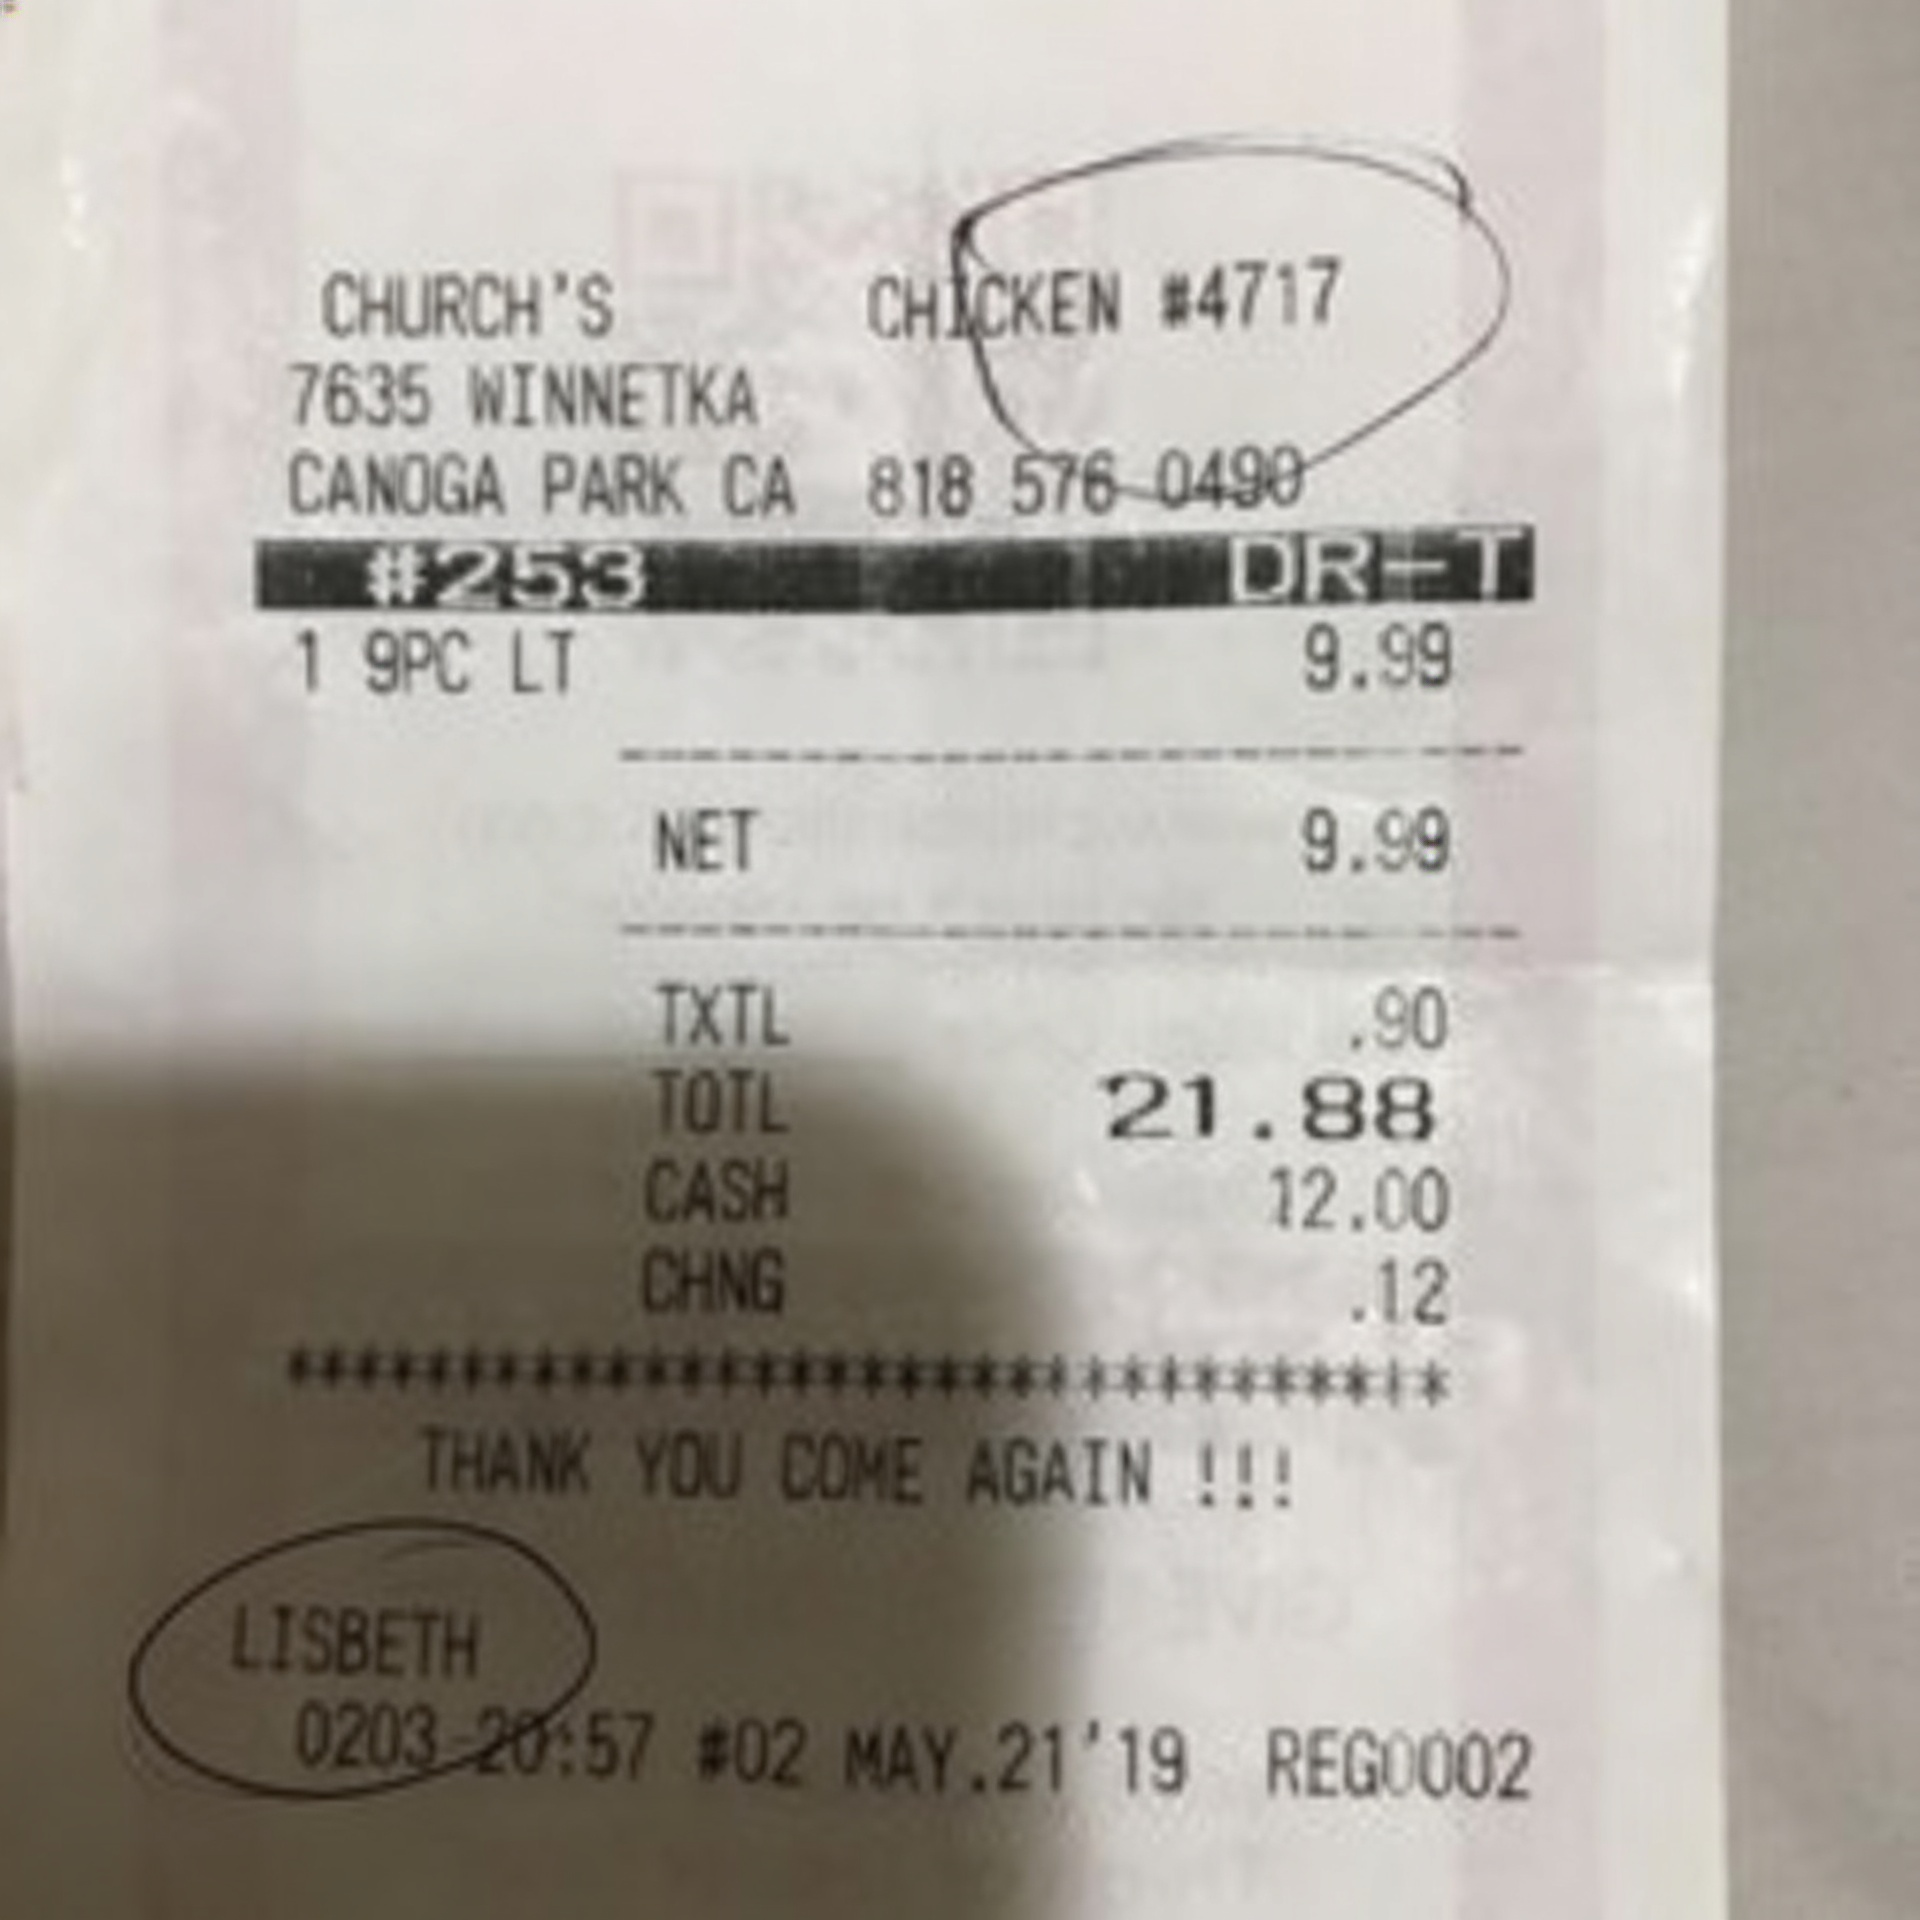 CHURCH'S CHICKEN #4717
7635 WINNETKA
CANOGA PARK CA 818 576-0490
#253 DR-T
1 9PC LT 9.99
NET 9.99
TXTL .90
TOTL 21.88
CASH 12.00
CHNG .12
*********************************
THANK YOU COME AGAIN !!!
LISBETH
0203 20:57 #02 MAY.21'19 REG0002